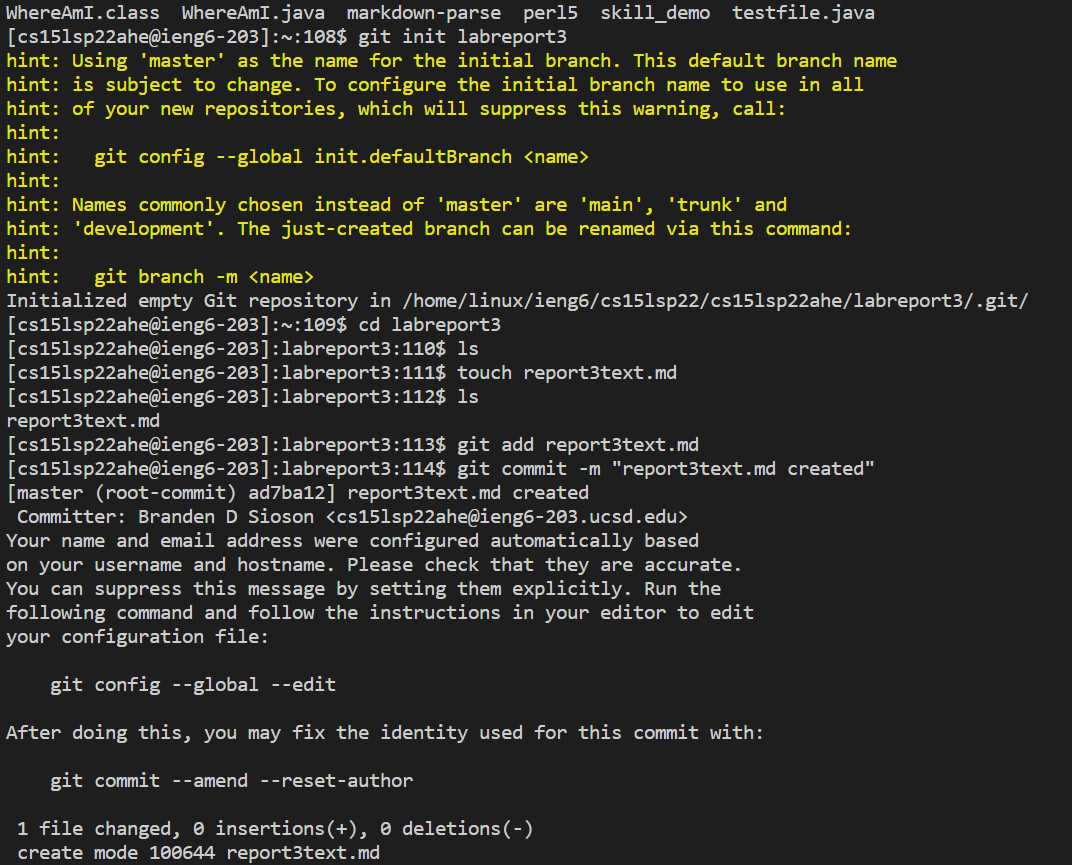 WhereAmI.class  WhereAmI.java  markdown-parse  perl5  skill_demo  testfile.java
[cs15lsp22ahe@ieng6-203]:~:108$ git init labreport3
hint: Using 'master' as the name for the initial branch. This default branch name
hint: is subject to change. To configure the initial branch name to use in all
hint: of your new repositories, which will suppress this warning, call:
hint:
hint:   git config --global init.defaultBranch <name>
hint:
hint: Names commonly chosen instead of 'master' are 'main', 'trunk' and
hint: 'development'. The just-created branch can be renamed via this command:
hint:
hint:   git branch -m <name>
Initialized empty Git repository in /home/linux/ieng6/cs15lsp22/cs15lsp22ahe/labreport3/.git/
[cs15lsp22ahe@ieng6-203]:~:109$ cd labreport3
[cs15lsp22ahe@ieng6-203]:labreport3:110$ ls
[cs15lsp22ahe@ieng6-203]:labreport3:111$ touch report3text.md
[cs15lsp22ahe@ieng6-203]:labreport3:112$ ls
report3text.md
[cs15lsp22ahe@ieng6-203]:labreport3:113$ git add report3text.md
[cs15lsp22ahe@ieng6-203]:labreport3:114$ git commit -m "report3text.md created"
[master (root-commit) ad7ba12] report3text.md created
 Committer: Branden D Sioson <cs15lsp22ahe@ieng6-203.ucsd.edu>
Your name and email address were configured automatically based
on your username and hostname. Please check that they are accurate.
You can suppress this message by setting them explicitly. Run the
following command and follow the instructions in your editor to edit
your configuration file:

    git config --global --edit

After doing this, you may fix the identity used for this commit with:

    git commit --amend --reset-author

 1 file changed, 0 insertions(+), 0 deletions(-)
 create mode 100644 report3text.md